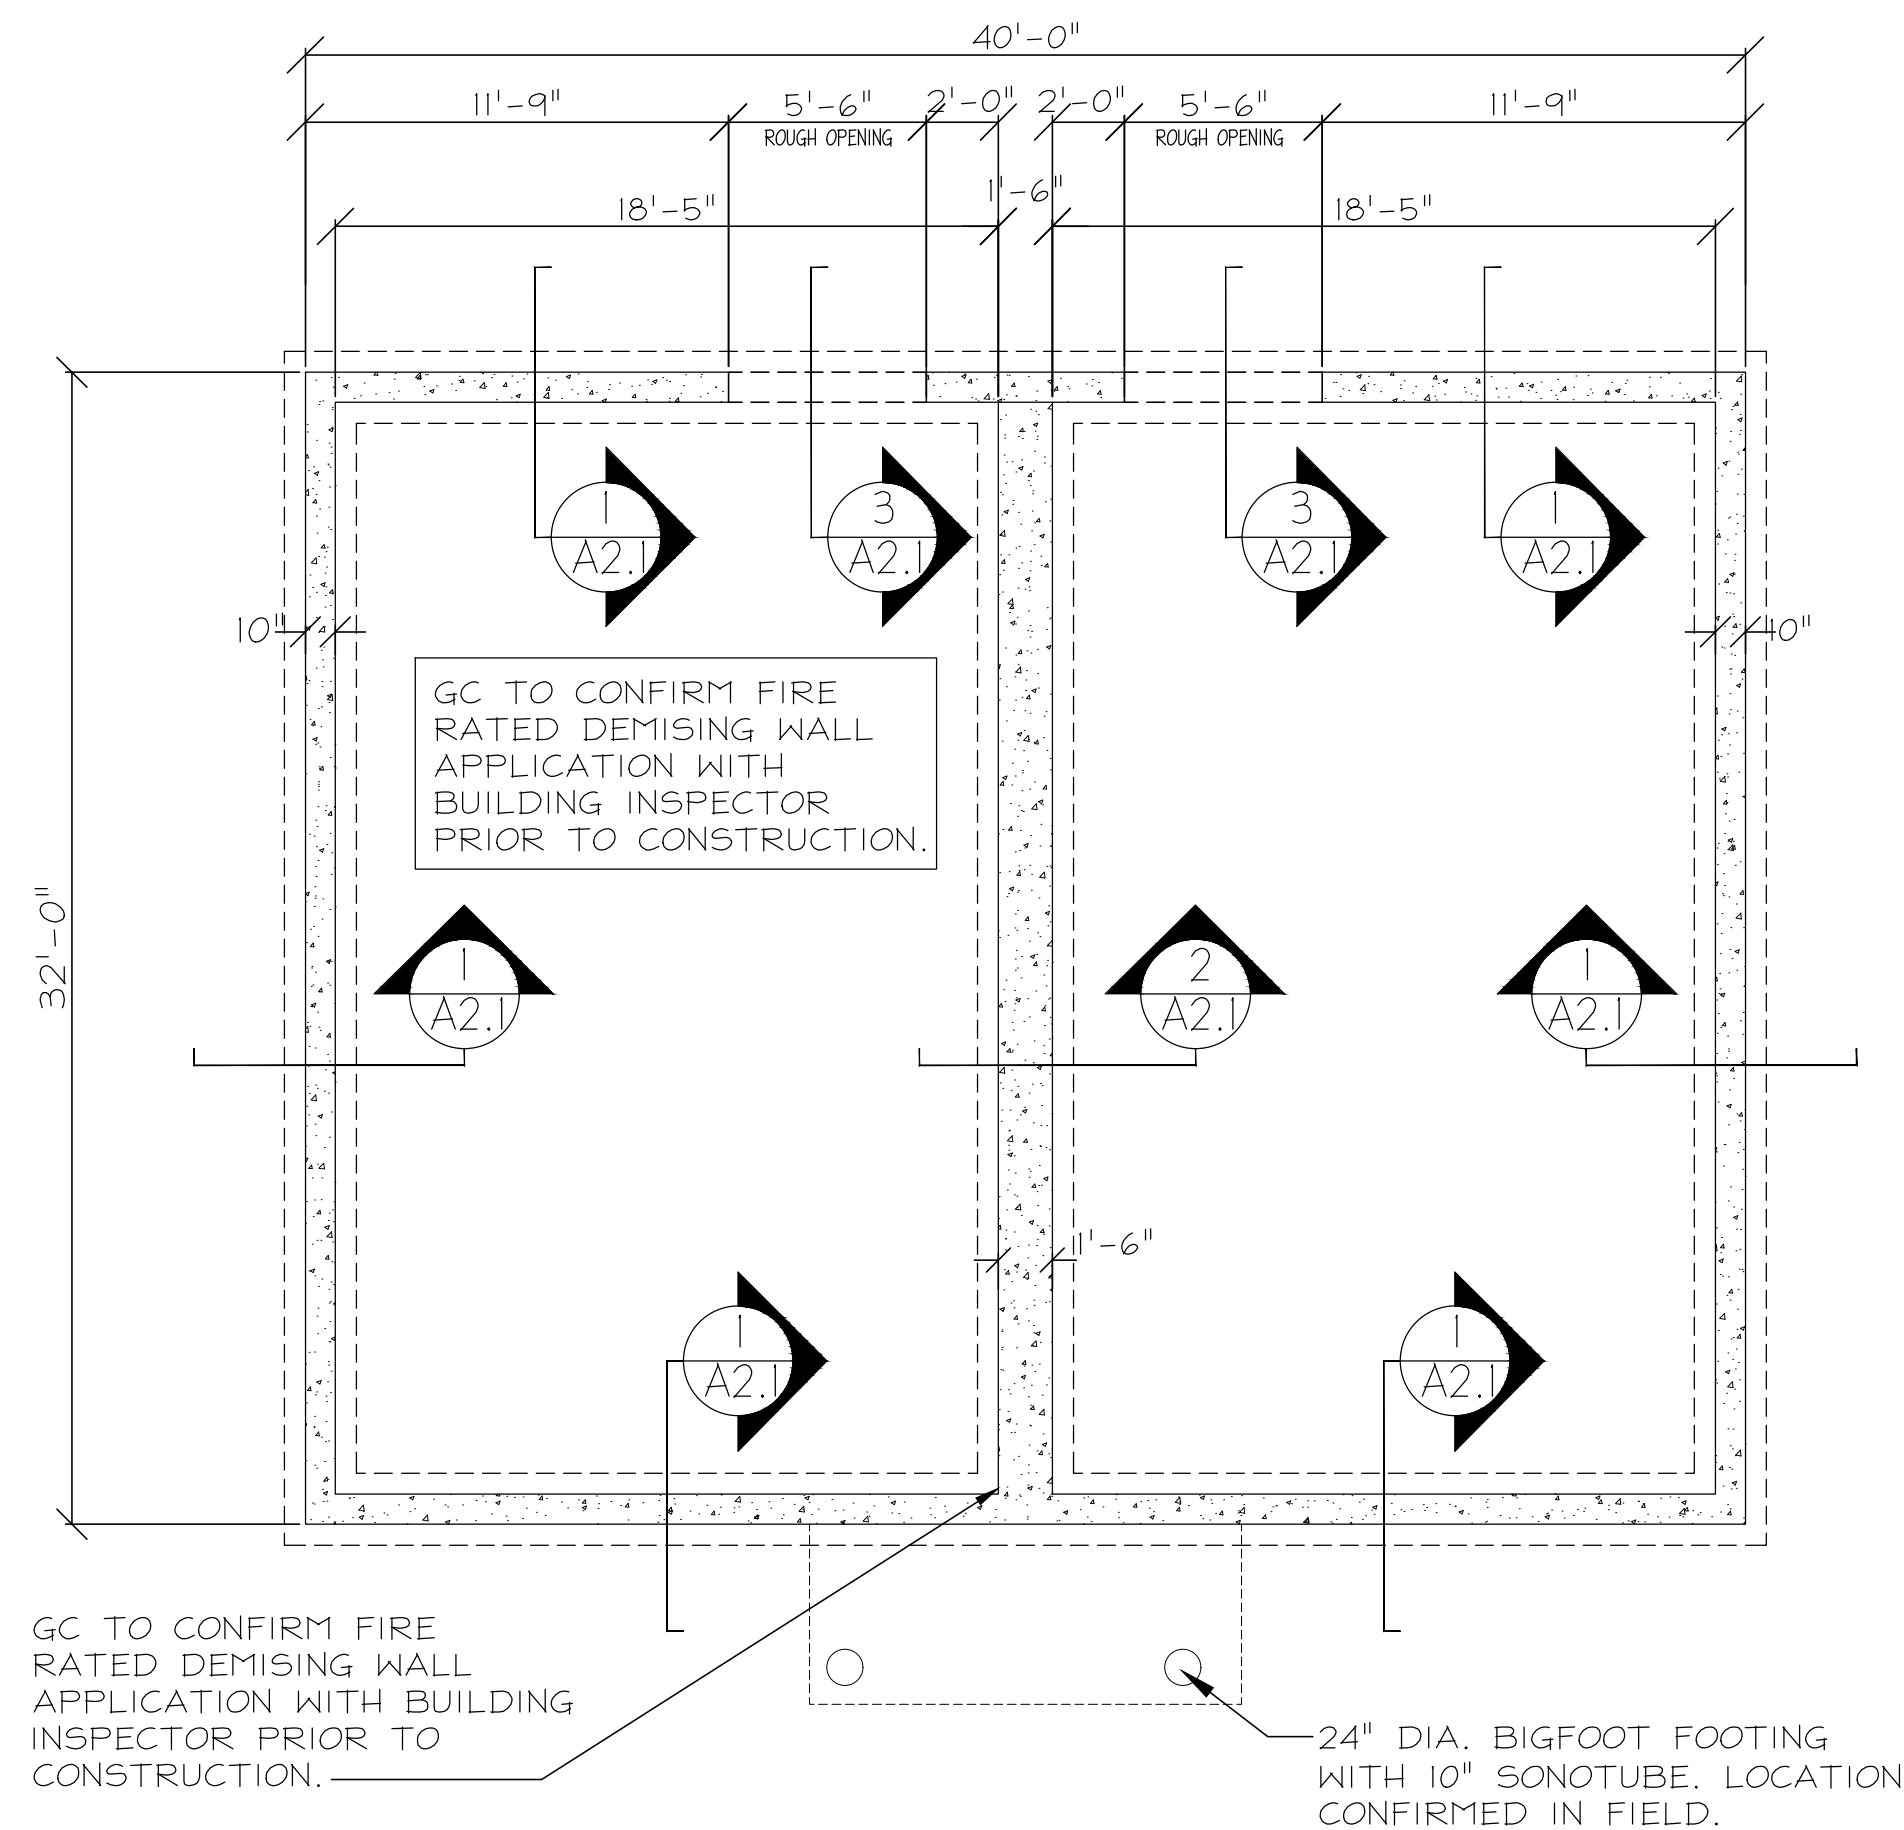 40'-0"
11'-9"
5'-6"
2'-0"
2'-0"
5'-6"
11'-9"
ROUGH OPENING
ROUGH OPENING
1'-6"
18'-5"
18'-5"
1
A2.1
3
A2.1
3
A2.1
1
A2.1
10"
10"
GC TO CONFIRM FIRE
RATED DEMISING WALL
APPLICATION WITH
BUILDING INSPECTOR
PRIOR TO CONSTRUCTION.
32'-0"
1
A2.1
2
A2.1
1
A2.1
1'-6"
1
A2.1
1
A2.1
GC TO CONFIRM FIRE
RATED DEMISING WALL
APPLICATION WITH BUILDING
INSPECTOR PRIOR TO
CONSTRUCTION.
24" DIA. BIGFOOT FOOTING
WITH 10" SONOTUBE. LOCATION
CONFIRMED IN FIELD.